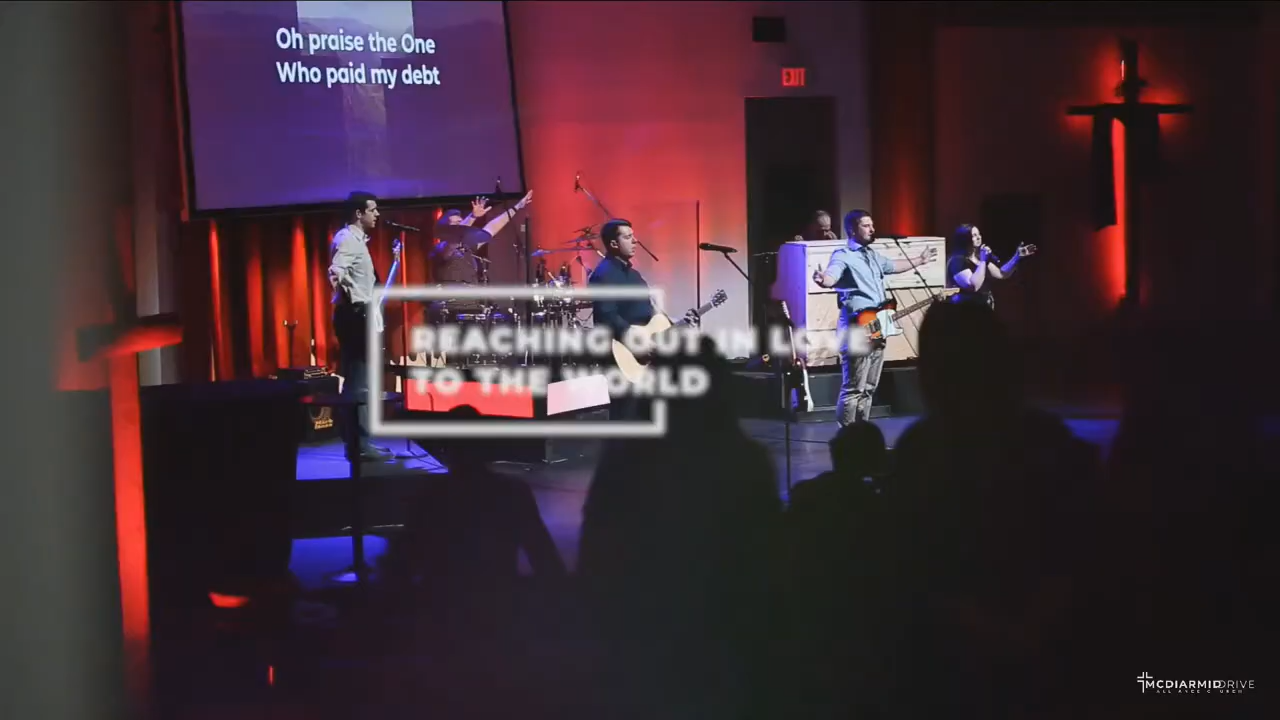 Oh praise the One
Who paid my debt
EXIT
REACHING OUT IN LOVE
TO THE WORLD
MCDIARMIDDRIVE